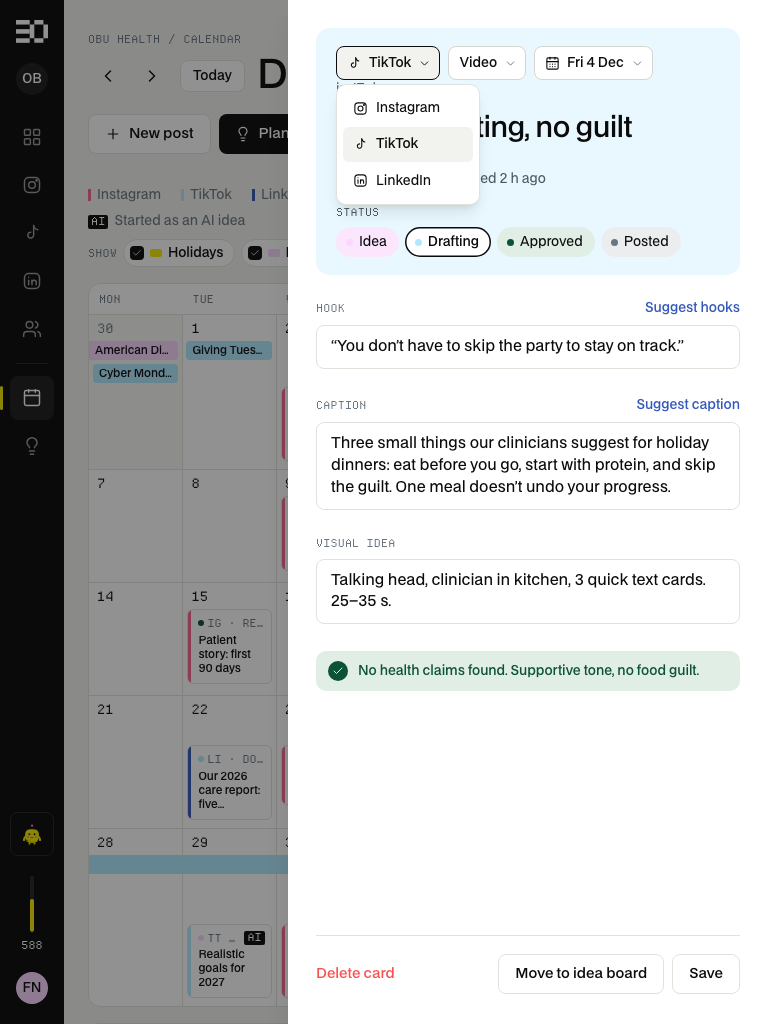 OBU HEALTH / CALENDAR
OB
Today
New post
Instagram
TikTok
AI Started as an AI idea
SHOW
Holidays
MON
TUE
30
1
American Di…
Giving Tues…
Cyber Mond…
7
8
14
15
IG · RE…
Patient
story: first
90 days
21
22
LI · DO…
Our 2026
care report:
five…
28
29
TT … AI
Realistic
goals for
2027
588
FN
TikTok
Video
Fri 4 Dec
Instagram
TikTok
LinkedIn
no guilt
2 h ago
STATUS
Idea
Drafting
Approved
Posted
HOOK
Suggest hooks
“You don’t have to skip the party to stay on track.”
CAPTION
Suggest caption
Three small things our clinicians suggest for holiday
dinners: eat before you go, start with protein, and skip
the guilt. One meal doesn’t undo your progress.
VISUAL IDEA
Talking head, clinician in kitchen, 3 quick text cards.
25–35 s.
No health claims found. Supportive tone, no food guilt.
Delete card
Move to idea board
Save